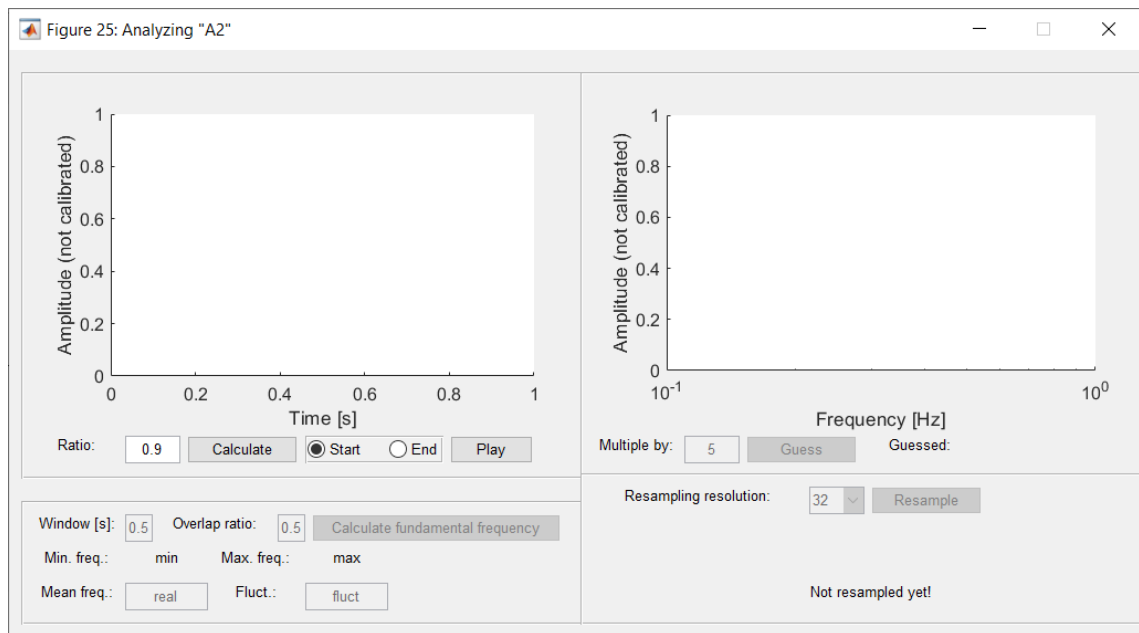 Figure 25: Analyzing "A2"
Amplitude (not calibrated)
1
0.8
0.6
0.4
0.2
0
0 0.2 0.4 0.6 0.8 1
Time [s]
Ratio: 0.9 Calculate Start End Play
Amplitude (not calibrated)
1
0.8
0.6
0.4
0.2
0
10-1 100
Frequency [Hz]
Multiple by: 5 Guess Guessed:
Window [s]: 0.5 Overlap ratio: 0.5 Calculate fundamental frequency
Min. freq.: min Max. freq.: max
Mean freq.: real Fluct.: fluct
Resampling resolution: 32 Resample
Not resampled yet!